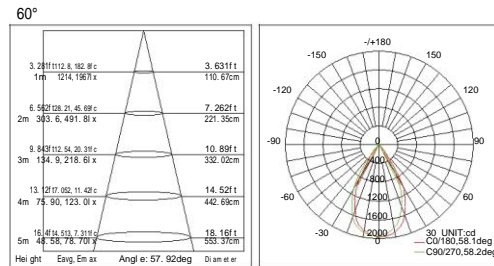 60°
3.281ft 112.8, 182.8fc 3.631ft
1m 1214, 1967lx 110.67cm
6.562ft 28.21, 45.69fc 7.262ft
2m 303.6, 491.8lx 221.35cm
9.843ft 12.54, 20.31fc 10.89ft
3m 134.9, 218.6lx 332.02cm
13.12ft 7.052, 11.42fc 14.52ft
4m 75.90, 123.0lx 442.69cm
16.4ft 4.513, 7.311fc 18.16ft
5m 48.58, 78.70lx 553.37cm
Height Eavg, Emax Angle: 57.92deg Diameter
-/+180
-150 150
-120 120
-90 90
-60 60
-30 30
0
400
800
1200
1600
2000
UNIT:cd
C0/180,58.1deg
C90/270,58.2deg